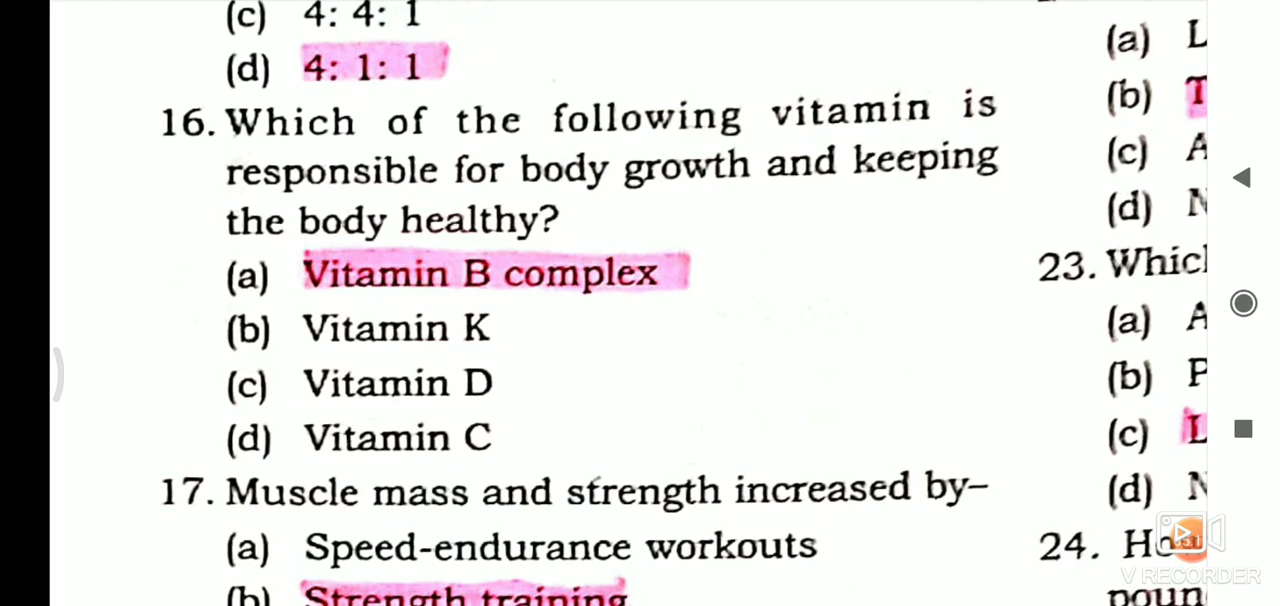 (c) 4: 4: 1
(d) 4: 1: 1
16. Which of the following vitamin is
responsible for body growth and keeping
the body healthy?
(a) Vitamin B complex
(b) Vitamin K
(c) Vitamin D
(d) Vitamin C
17. Muscle mass and strength increased by–
(a) Speed-endurance workouts
(b) Strength training
(a)
(b)
(c)
(d)
23.
(a)
(b)
(c)
(d)
24.
V RECORDER